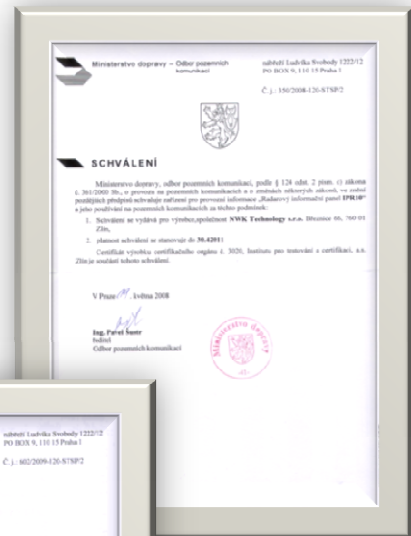 Ministerstvo dopravy – Odbor pozemních
komunikací
nábřeží Ludvíka Svobody 1222/12
PO BOX 9, 110 15 Praha 1
Č. j.: 350/2008-120-STSP/2
SCHVÁLENÍ
Ministerstvo dopravy, odbor pozemních komunikací, podle § 124 odst. 2 písm. c) zákona
č. 361/2000 Sb., o provozu na pozemních komunikacích a o změnách některých zákonů, ve znění
pozdějších předpisů schvaluje zařízení pro provozní informace „Radarový informační panel
a jeho používání na pozemních komunikacích za těchto podmínek:
1. Schválení se vydává pro výrobce, společnost NWK Technology s.r.o. 760 01
Zlín,
2. platnost schválení se stanovuje do
Certifikát výrobku certifikačního orgánu č. 3020, Institutu pro testování a certifikaci, a.s.
Zlín je součástí tohoto schválení.
V Praze května 2008
Ing. Pavel
ředitel
Odbor pozemních komunikací
Ministerstvo dopravy
nábřeží Ludvíka Svobody 1222/12
PO BOX 9, 110 15 Praha 1
Č. j.: 602/2009-120-STSP/2